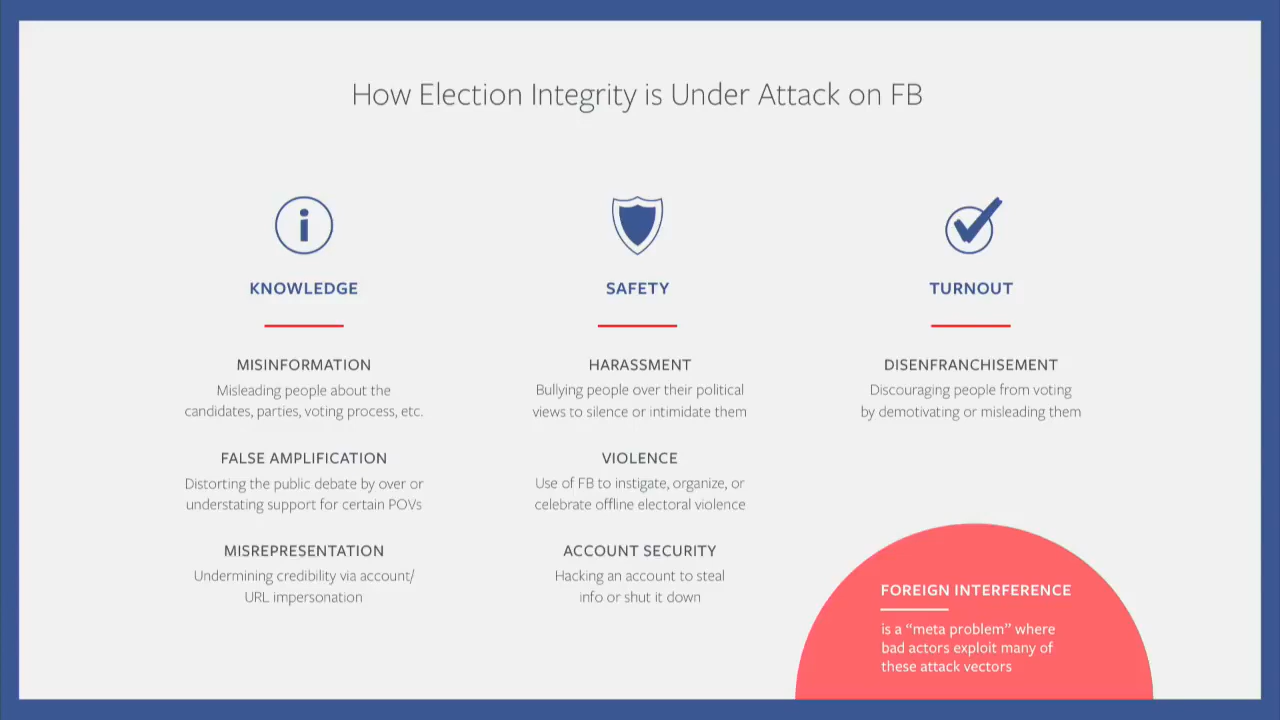 How Election Integrity is Under Attack on FB
KNOWLEDGE
MISINFORMATION
Misleading people about the
candidates, parties, voting process, etc.
FALSE AMPLIFICATION
Distorting the public debate by over or
understating support for certain POVs
MISREPRESENTATION
Undermining credibility via account/
URL impersonation
SAFETY
HARASSMENT
Bullying people over their political
views to silence or intimidate them
VIOLENCE
Use of FB to instigate, organize, or
celebrate offline electoral violence
ACCOUNT SECURITY
Hacking an account to steal
info or shut it down
TURNOUT
DISENFRANCHISEMENT
Discouraging people from voting
by demotivating or misleading them
FOREIGN INTERFERENCE
is a “meta problem” where
bad actors exploit many of
these attack vectors